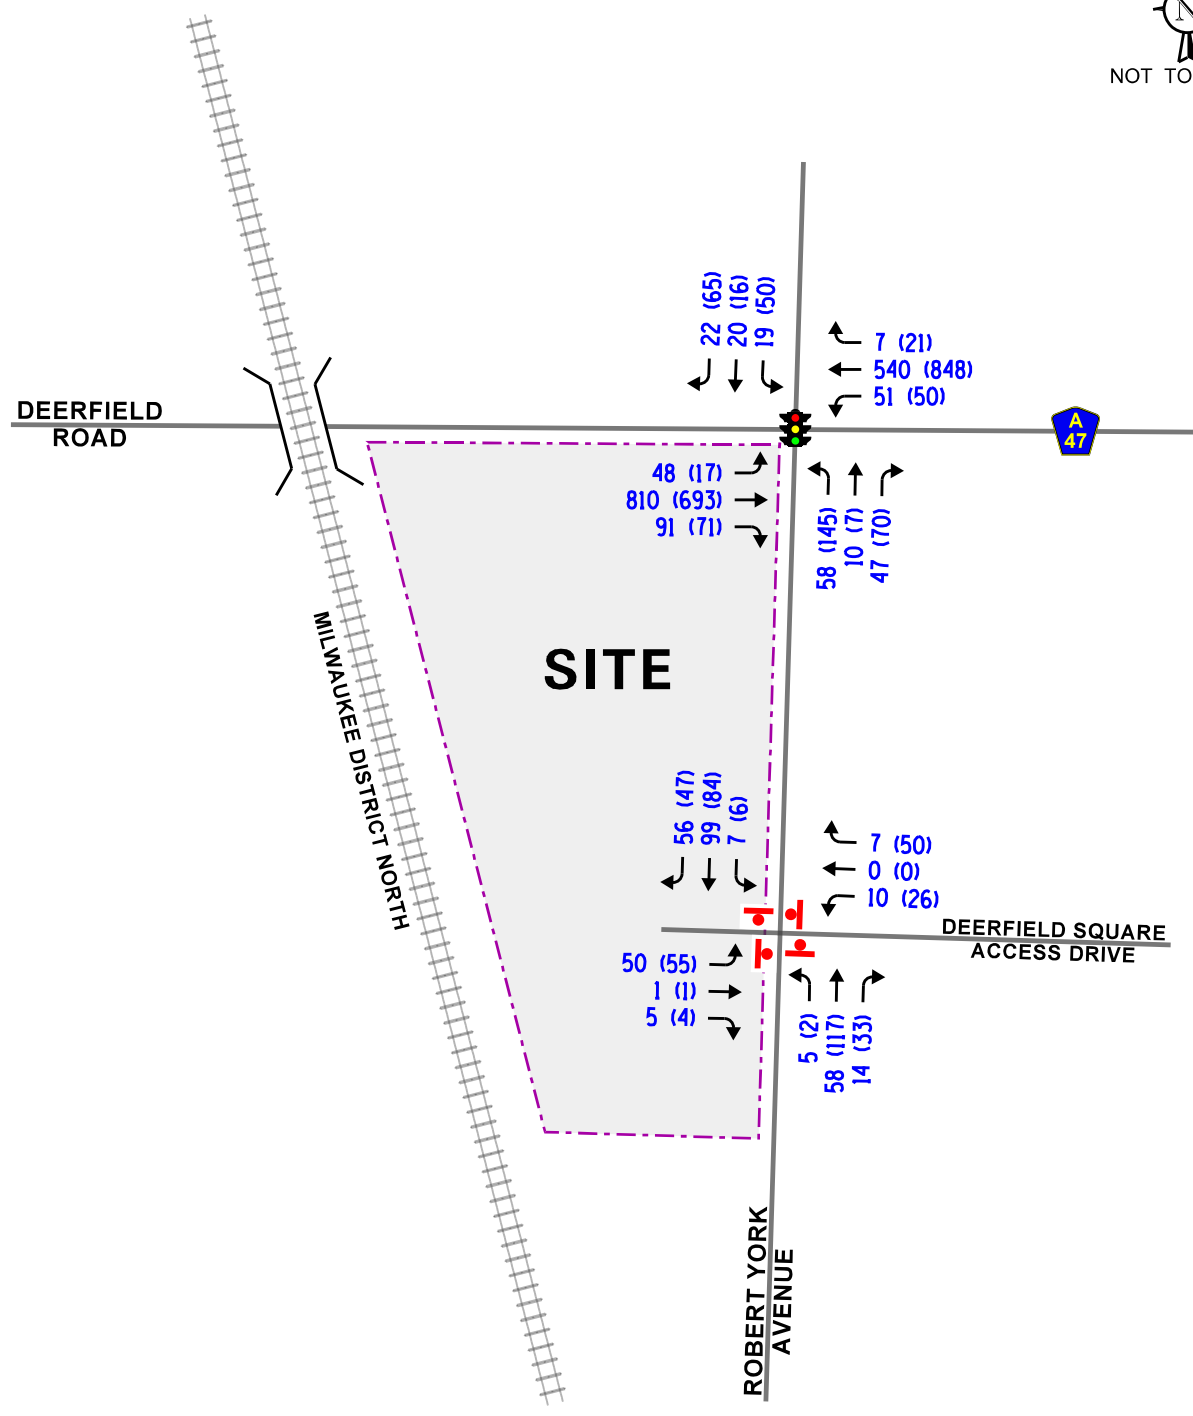 N
NOT TO
22 (65)
20 (16)
19 (50)
7 (21)
540 (848)
51 (50)
DEERFIELD
ROAD
A
47
48 (17)
810 (693)
91 (71)
58 (145)
10 (7)
47 (70)
SITE
MILWAUKEE DISTRICT NORTH
56 (47)
99 (84)
7 (6)
7 (50)
0 (0)
10 (26)
DEERFIELD SQUARE
ACCESS DRIVE
50 (55)
1 (1)
5 (4)
5 (2)
58 (117)
14 (33)
ROBERT YORK
AVENUE